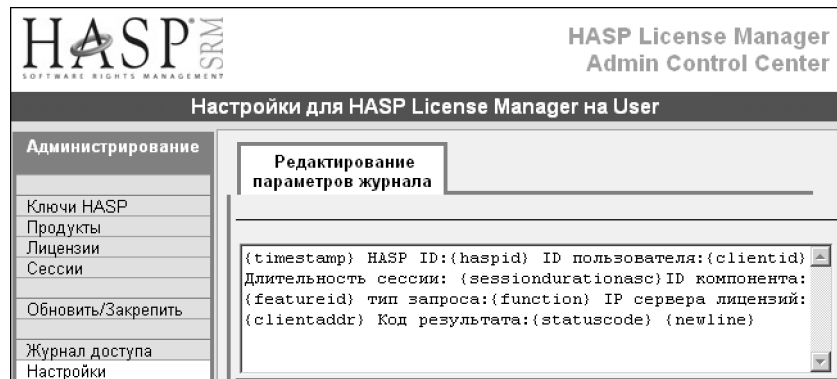 HASP SRM
SOFTWARE RIGHTS MANAGEMENT
HASP License Manager
Admin Control Center
Настройки для HASP License Manager на User
Администрирование
Ключи HASP
Продукты
Лицензии
Сессии
Обновить/Закрепить
Журнал доступа
Настройки
Редактирование
параметров журнала
{timestamp} HASP ID:{haspid} ID пользователя:{clientid}
Длительность сессии: {sessiondurationasc}ID компонента:
{featureid} тип запроса:{function} IP сервера лицензий:
{clientaddr} Код результата:{statuscode} {newline}